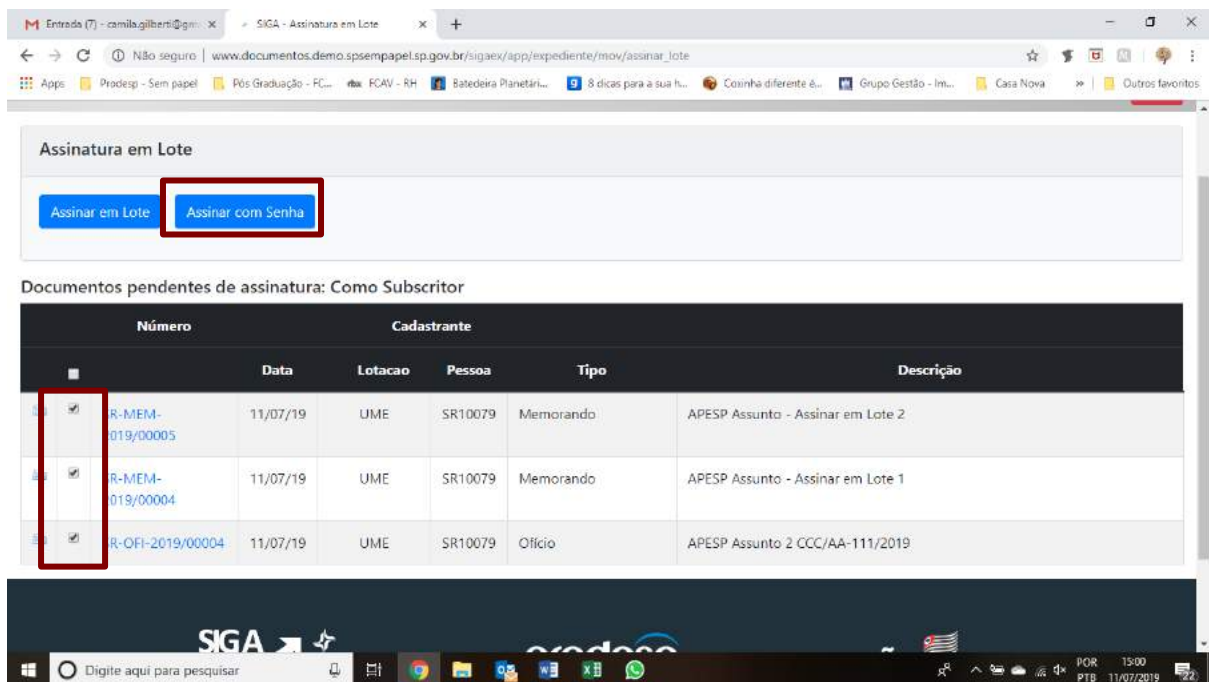 Entrada (7) - camila.gilberti@gm
SIGA - Assinatura em Lote
Não seguro | www.documentos.demo.spsempapel.sp.gov.br/sigaex/app/expediente/mov/assinar_lote
Apps Prodesp - Sem papel Pós Graduação - FC... FCAV - RH Batedeira Planetári... 8 dicas para a sua h... Coxinha diferente é... Grupo Gestão - Im... Casa Nova » Outros favoritos
Assinatura em Lote
Assinar em Lote Assinar com Senha
Documentos pendentes de assinatura: Como Subscritor
Número Cadastrante
Data Lotacao Pessoa Tipo Descrição
SR-MEM- 11/07/19 UME SR10079 Memorando APESP Assunto - Assinar em Lote 2
2019/00005
SR-MEM- 11/07/19 UME SR10079 Memorando APESP Assunto - Assinar em Lote 1
2019/00004
SR-OFI-2019/00004 11/07/19 UME SR10079 Ofício APESP Assunto 2 CCC/AA-111/2019
SIGA
Digite aqui para pesquisar
POR 15:00
PTB 11/07/2019 22